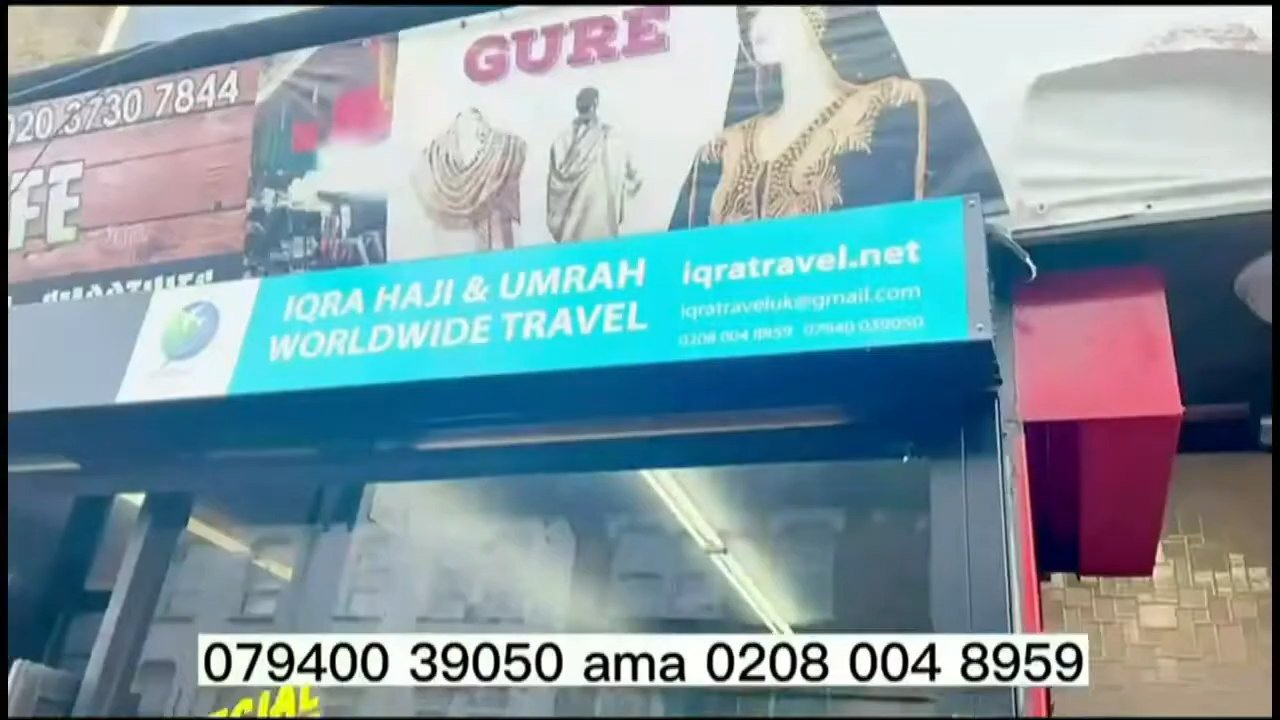 GURE
020 3730 7844
FE
IQRA HAJI & UMRAH
WORLDWIDE TRAVEL
iqratravel.net
iqratraveluk@gmail.com
0208 004 8959 07940 039050
079400 39050 ama 0208 004 8959